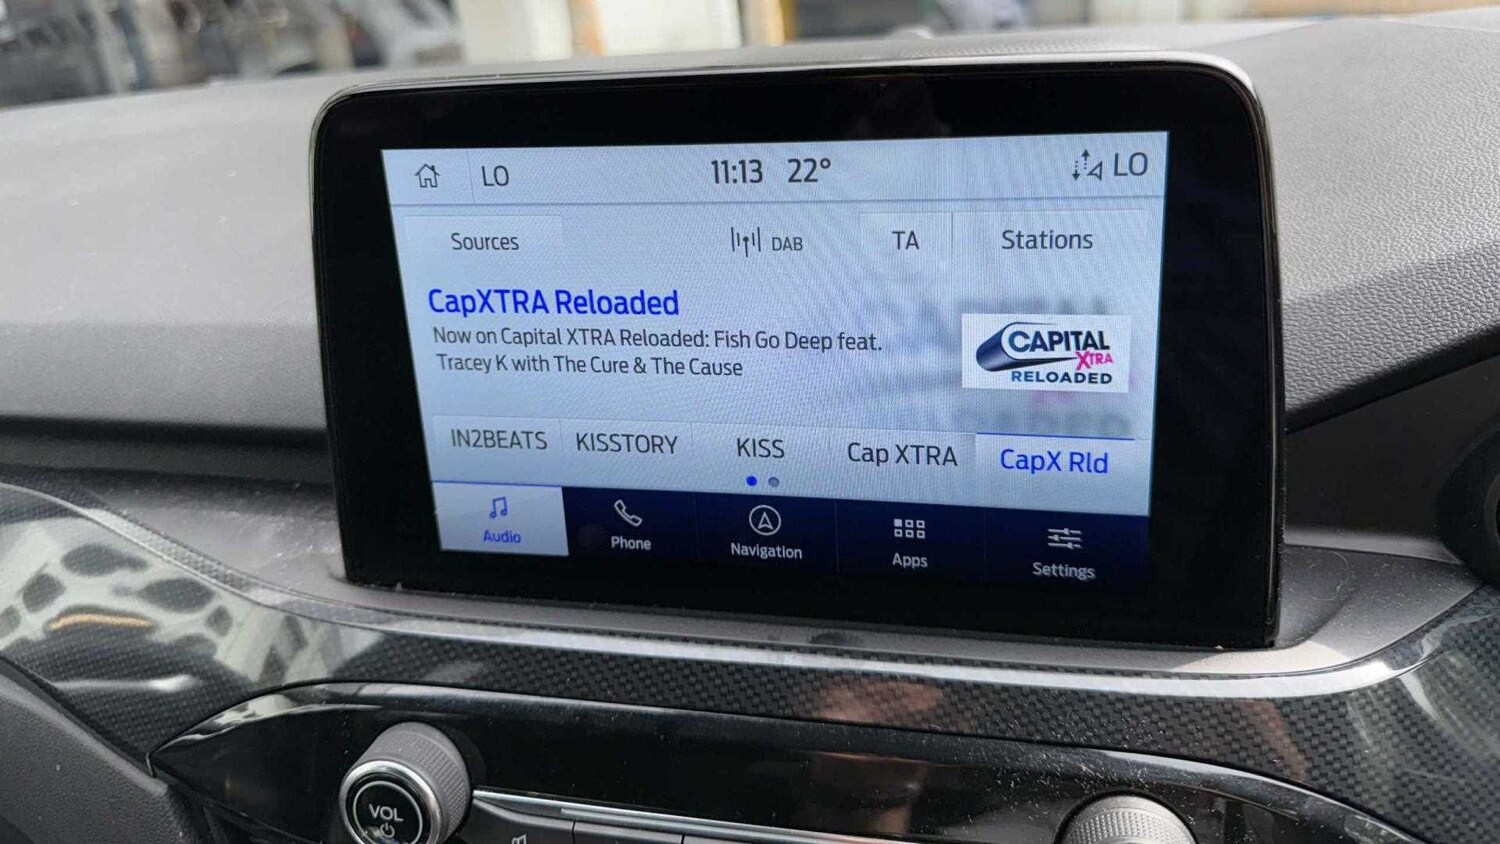 LO 11:13 22° LO
Sources DAB TA Stations
CapXTRA Reloaded
Now on Capital XTRA Reloaded: Fish Go Deep feat.
Tracey K with The Cure & The Cause
CAPITAL
XTRA
RELOADED
IN2BEATS KISSTORY KISS Cap XTRA CapX Rld
Audio Phone Navigation Apps Settings
VOL